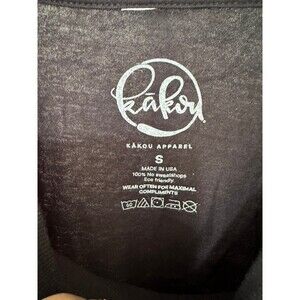 kākou
KĀKOU APPAREL
S
MADE IN USA
100% No sweatshops
Eco friendly
WEAR OFTEN FOR MAXIMAL
COMPLIMENTS